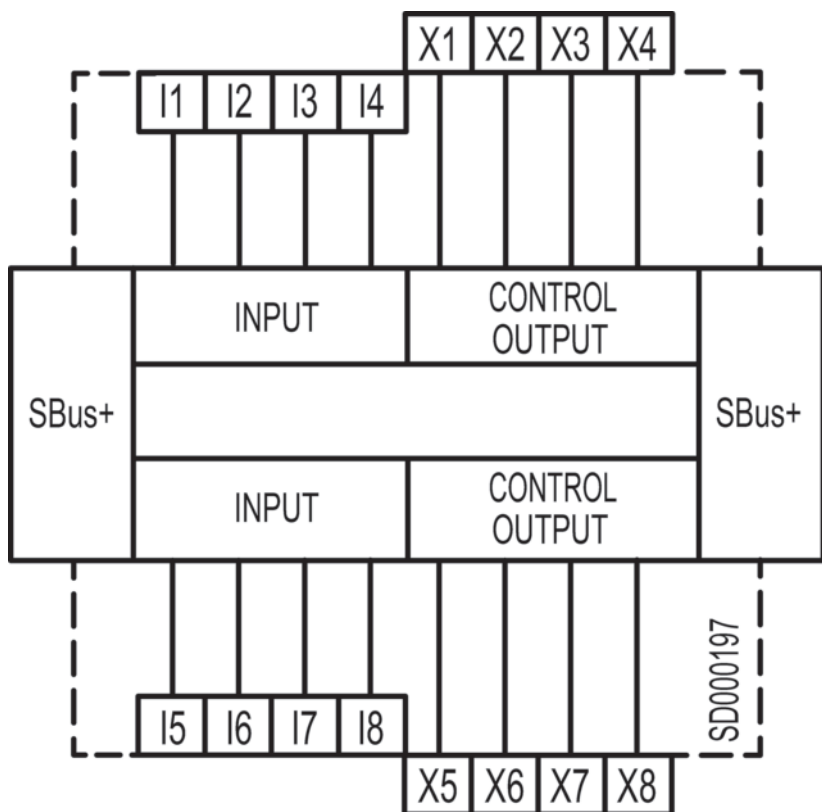 X1 X2 X3 X4
I1 I2 I3 I4
INPUT
CONTROL
OUTPUT
SBus+
SBus+
INPUT
CONTROL
OUTPUT
SD000197
I5 I6 I7 I8
X5 X6 X7 X8